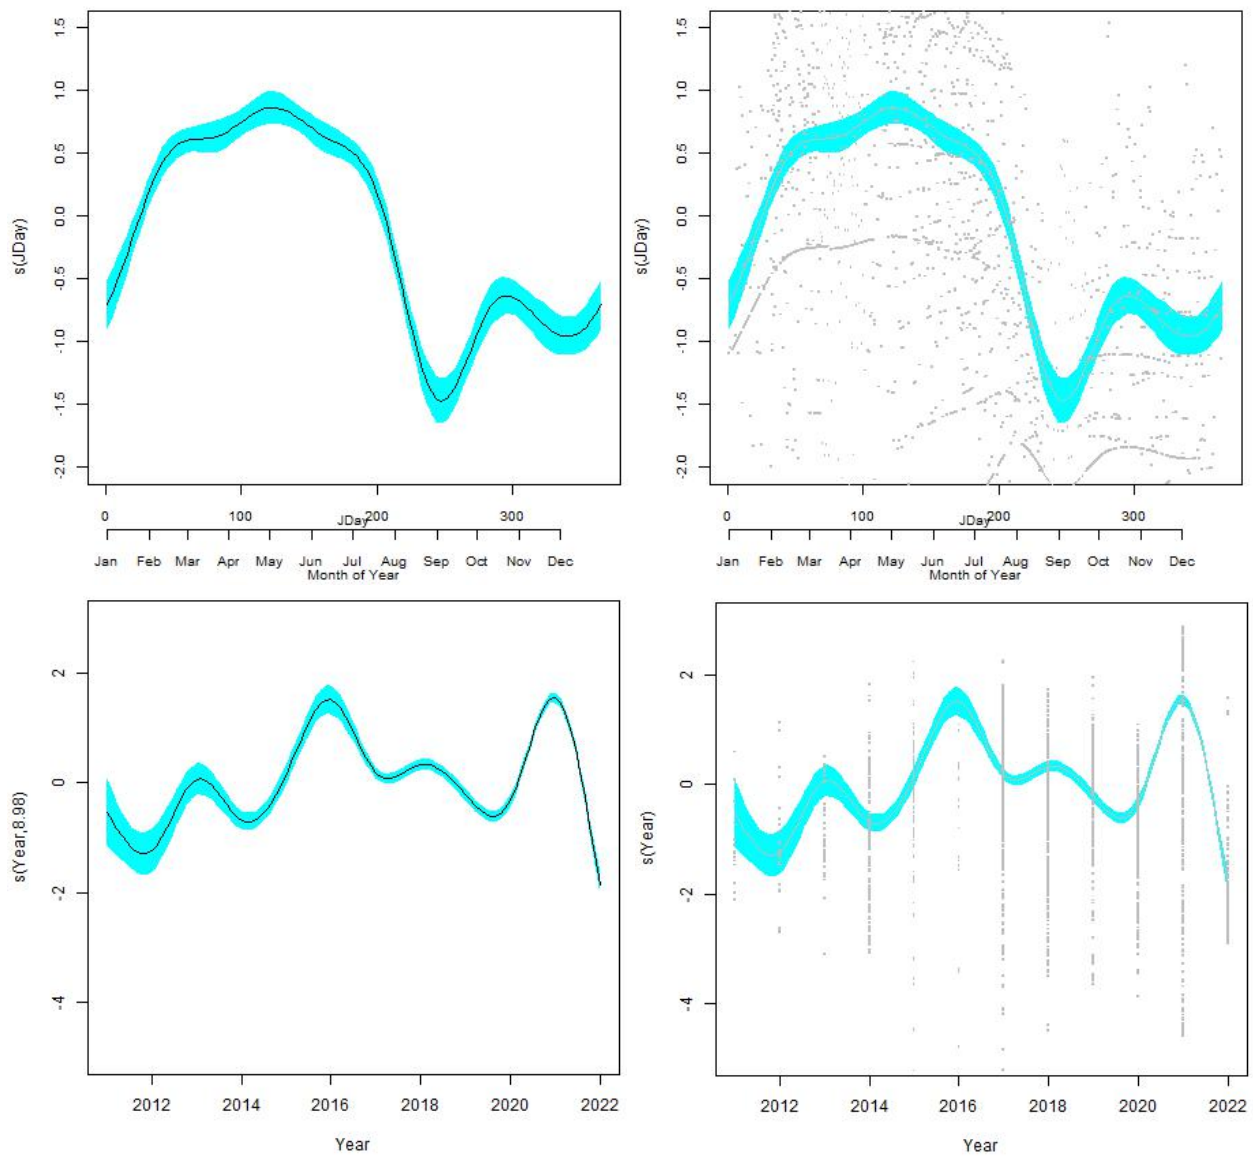 1.5
1.0
0.5
0.0
-0.5
-1.0
-1.5
-2.0
s(JDay)
0 100 200 300
JDay
Jan Feb Mar Apr May Jun Jul Aug Sep Oct Nov Dec
Month of Year
1.5
1.0
0.5
0.0
-0.5
-1.0
-1.5
-2.0
s(JDay)
0 100 200 300
JDay
Jan Feb Mar Apr May Jun Jul Aug Sep Oct Nov Dec
Month of Year
2
0
-2
-4
s(Year,8.98)
2012 2014 2016 2018 2020 2022
Year
2
0
-2
-4
s(Year)
2012 2014 2016 2018 2020 2022
Year